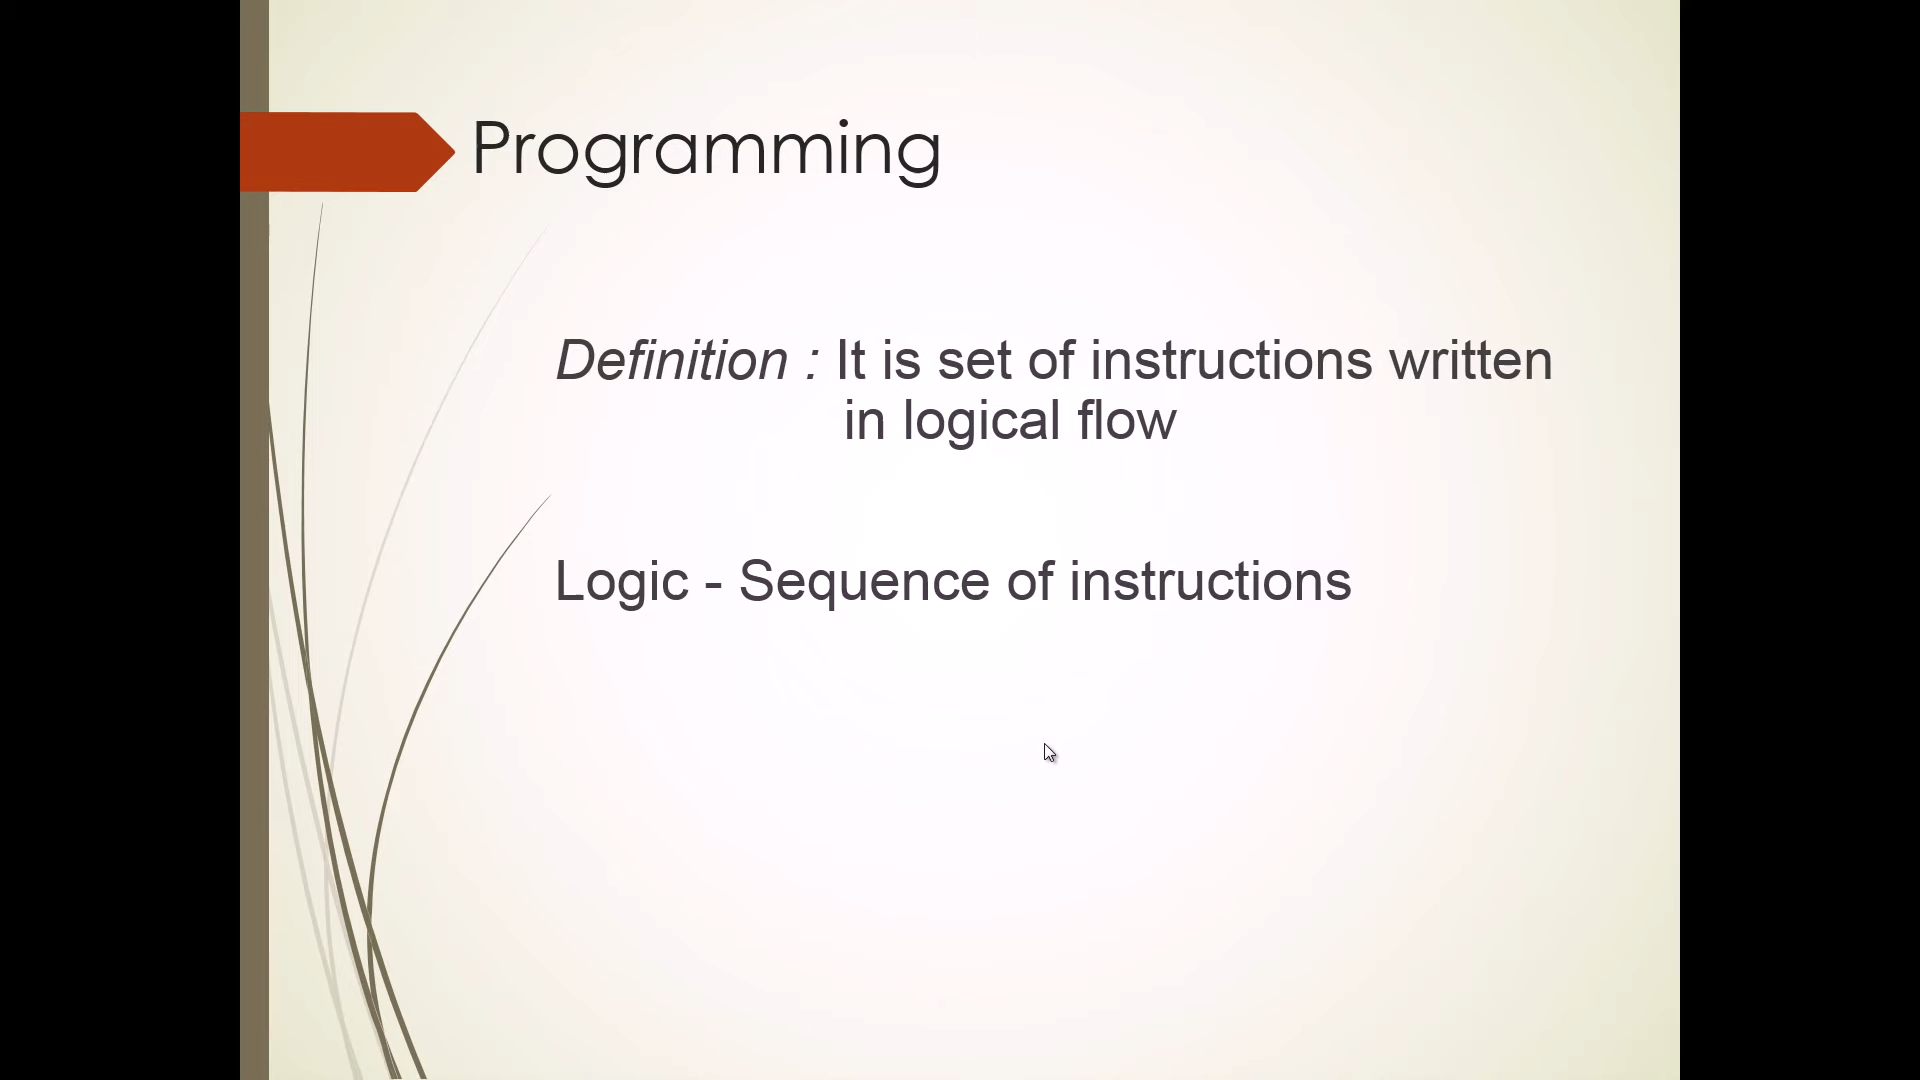 Programming
Definition : It is set of instructions written
in logical flow
Logic - Sequence of instructions